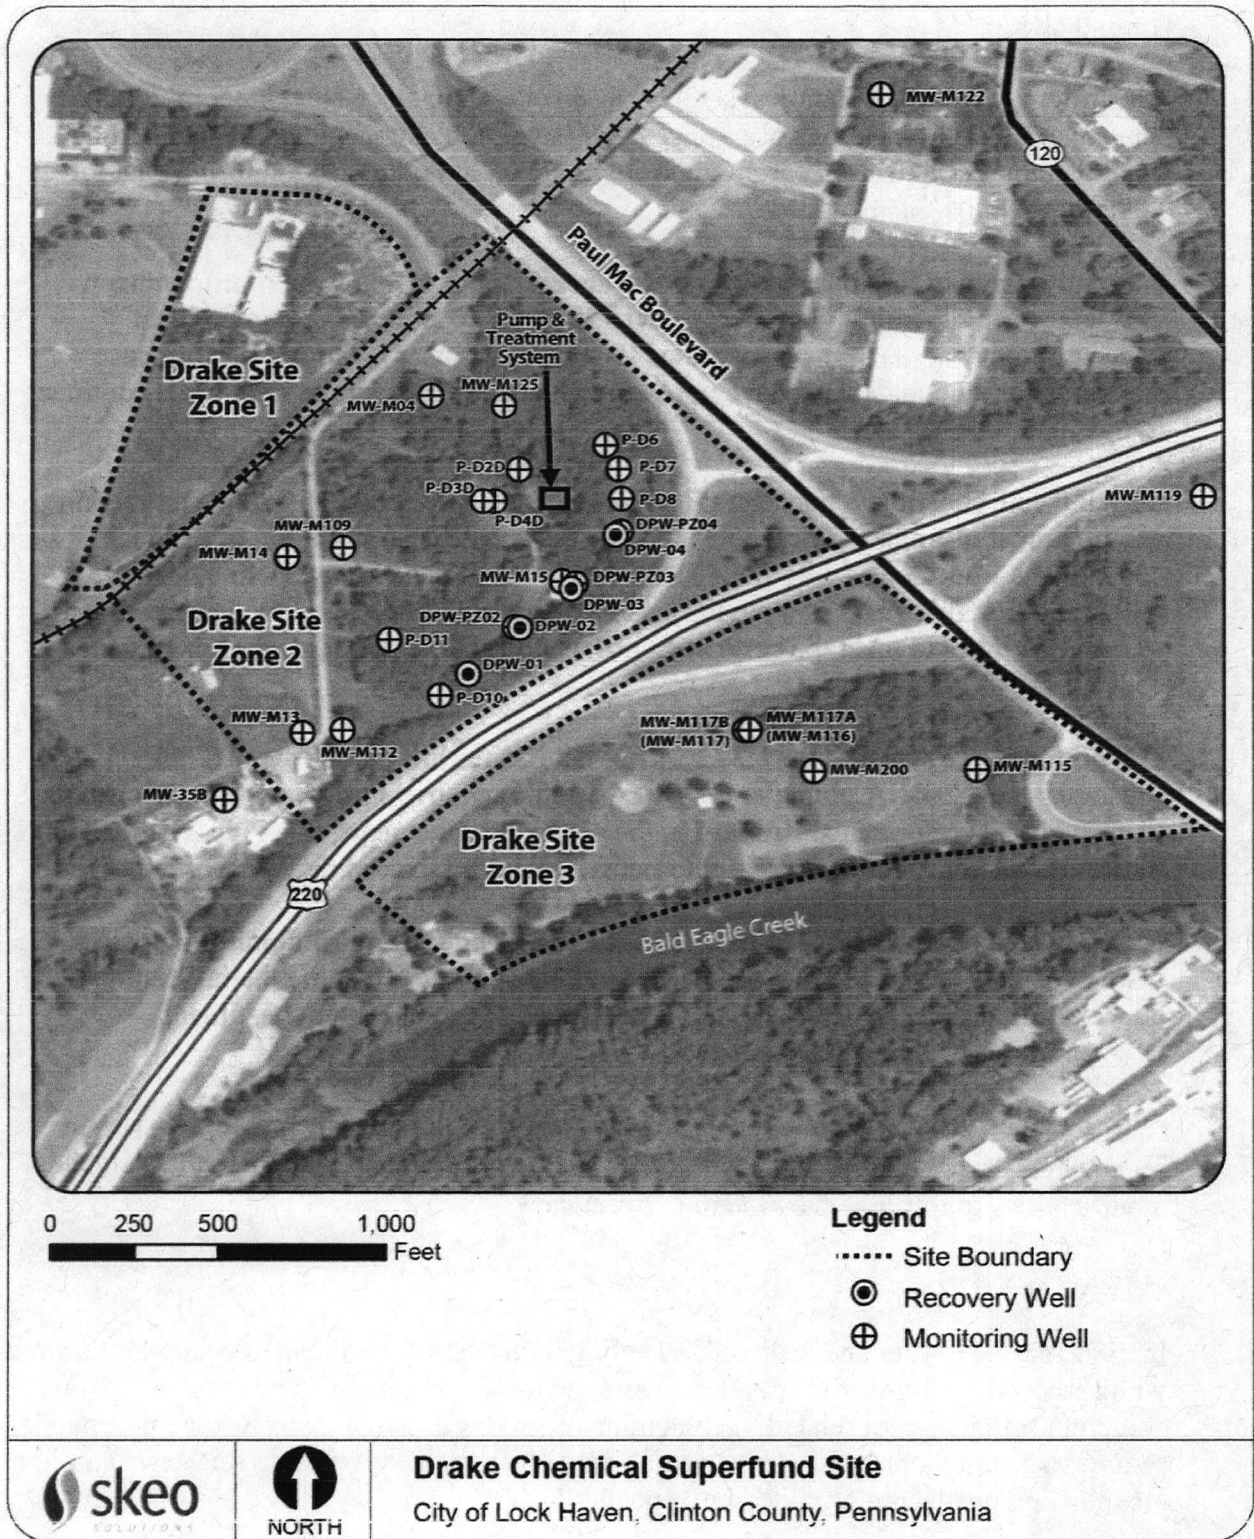 MW-M122
120
Paul Mac Boulevard
Pump &
Treatment
System
Drake Site
Zone 1
MW-M125
MW-M04
P-D6
P-D2D
P-D7
P-D3D
P-D8
MW-M119
P-D4D
MW-M109
DPW-PZ04
MW-M14
DPW-04
MW-M15
DPW-PZ03
DPW-03
Drake Site
Zone 2
DPW-PZ02
DPW-02
P-D11
DPW-01
P-D10
MW-M13
MW-M112
MW-M117B
(MW-M117)
MW-M117A
(MW-M116)
MW-M200
MW-M115
MW-35B
Drake Site
Zone 3
220
Bald Eagle Creek
0 250 500 1,000
Feet
Legend
Site Boundary
Recovery Well
Monitoring Well
skeo
SOLUTIONS
NORTH
Drake Chemical Superfund Site
City of Lock Haven, Clinton County, Pennsylvania